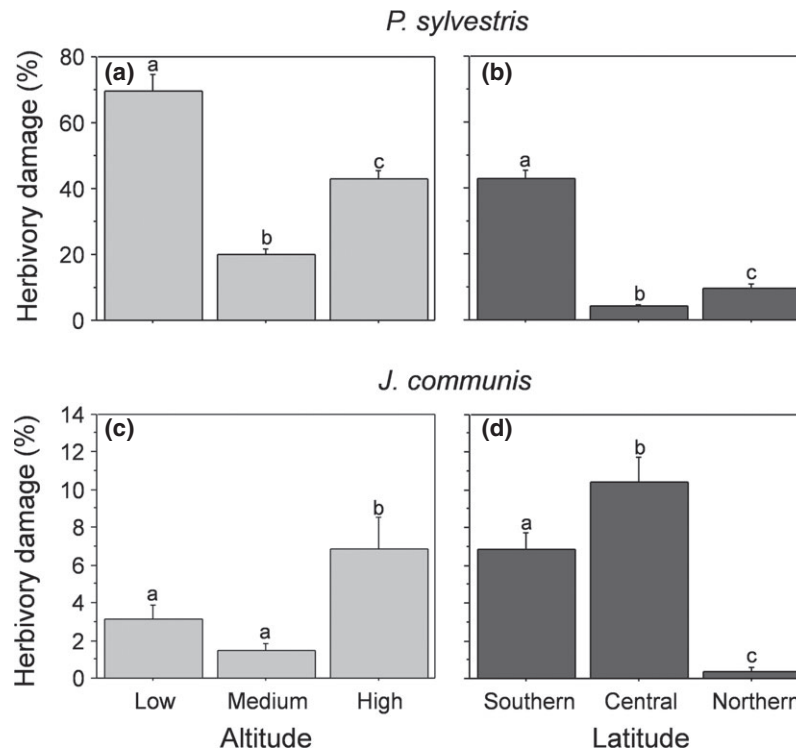 P. sylvestris
Herbivory damage (%)
80
60
40
20
0
(a)
a
b
c
(b)
a
b
c
J. communis
Herbivory damage (%)
14
12
10
8
6
4
2
0
(c)
a
a
b
(d)
a
b
c
Low Medium High
Southern Central Northern
Altitude
Latitude